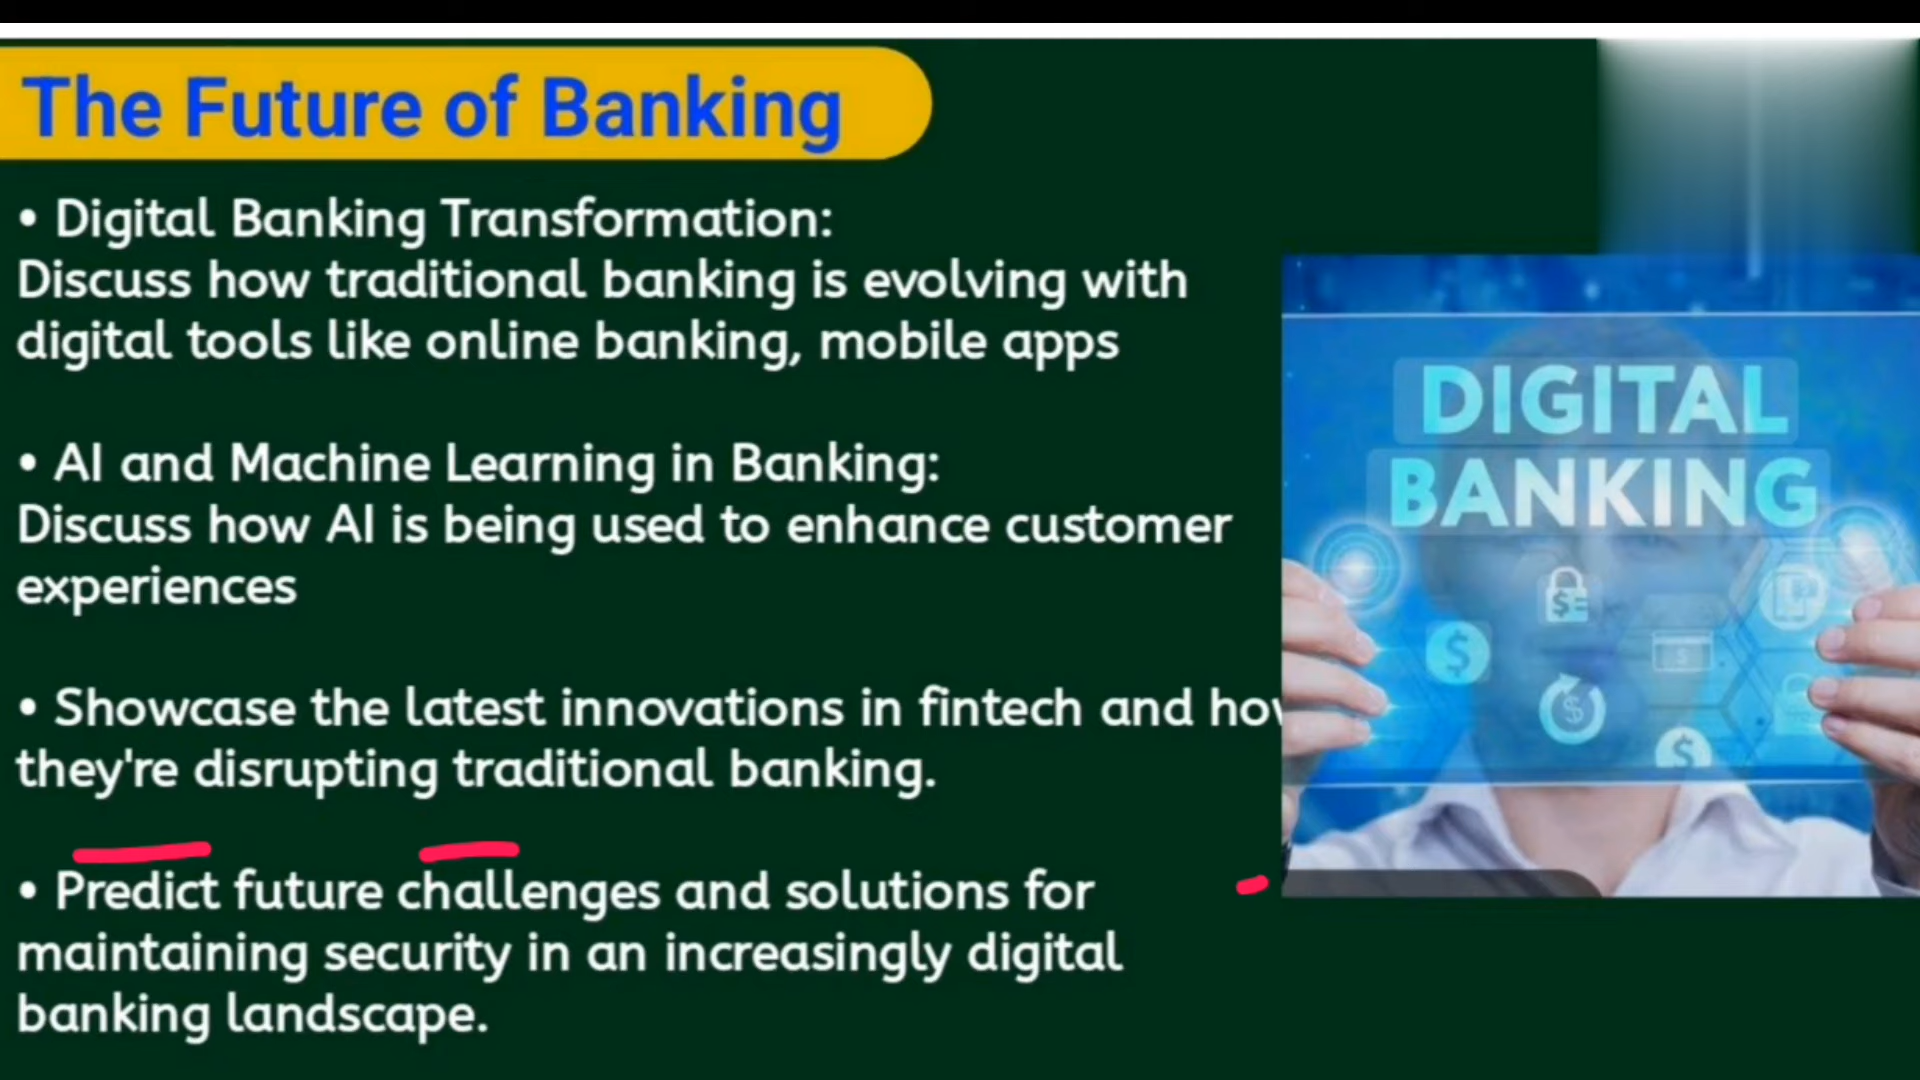 The Future of Banking
• Digital Banking Transformation:
Discuss how traditional banking is evolving with
digital tools like online banking, mobile apps
• AI and Machine Learning in Banking:
Discuss how AI is being used to enhance customer
experiences
• Showcase the latest innovations in fintech and
they're disrupting traditional banking.
• Predict future challenges and solutions for
maintaining security in an increasingly digital
banking landscape.
DIGITAL
BANKING